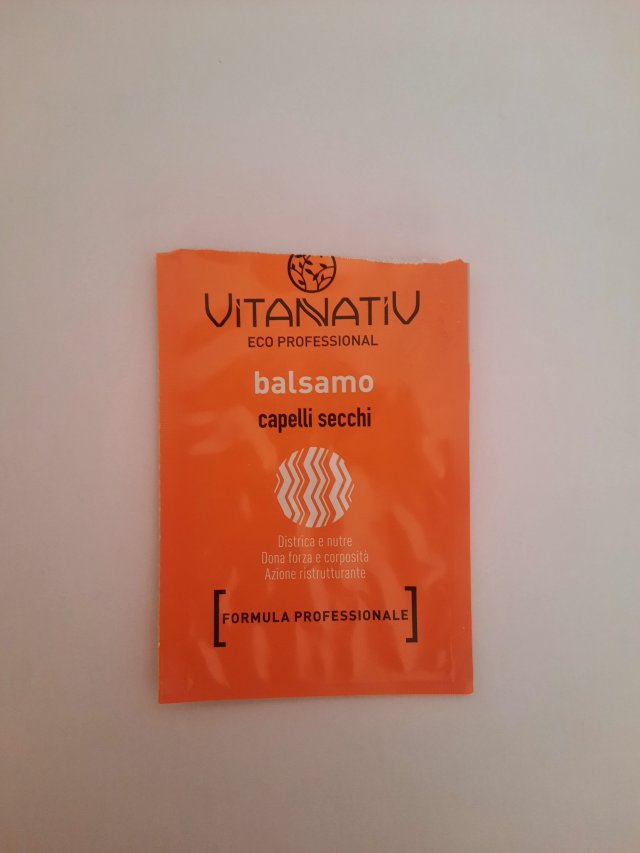 VITANATIV
ECO PROFESSIONAL
balsamo
capelli secchi
Districa e nutre
Dona forza e corposità
Azione ristrutturante
[FORMULA PROFESSIONALE]